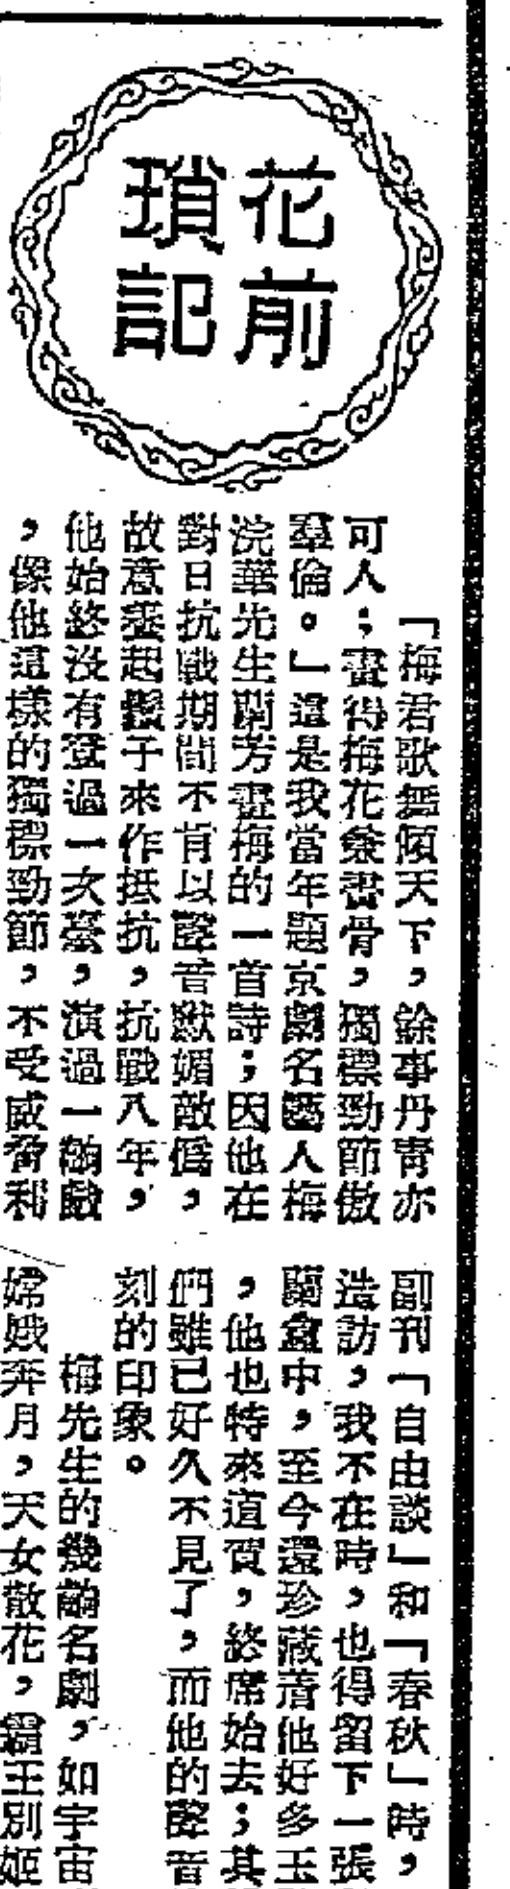 花前
瑣記
「梅君歌舞傾天下，餘事丹青亦
可人；畫得梅花兼畫骨，獨標勁節傲
羣倫。」這是我當年題京劇名藝人梅
浣華先生蘭芳畫梅的一首詩；因他在
對日抗戰期間不肯以聲音獻媚敵僞，
故意蓄起鬚子來作抵抗，抗戰八年，
他始終沒有登過一次臺，演過一齣戲
，像他這樣的獨標勁節，不受威脅利
副刊「自由談」和「春秋」時，
造訪，我不在時，也得留下一張
蘭盦中，至今還珍藏着他好多玉
，他也特來道賀，終席始去；其
們雖已好久不見了，而他的聲音
刻的印象。
梅先生的幾齣名劇，如宇宙
嫦娥奔月，天女散花，霸王別姬